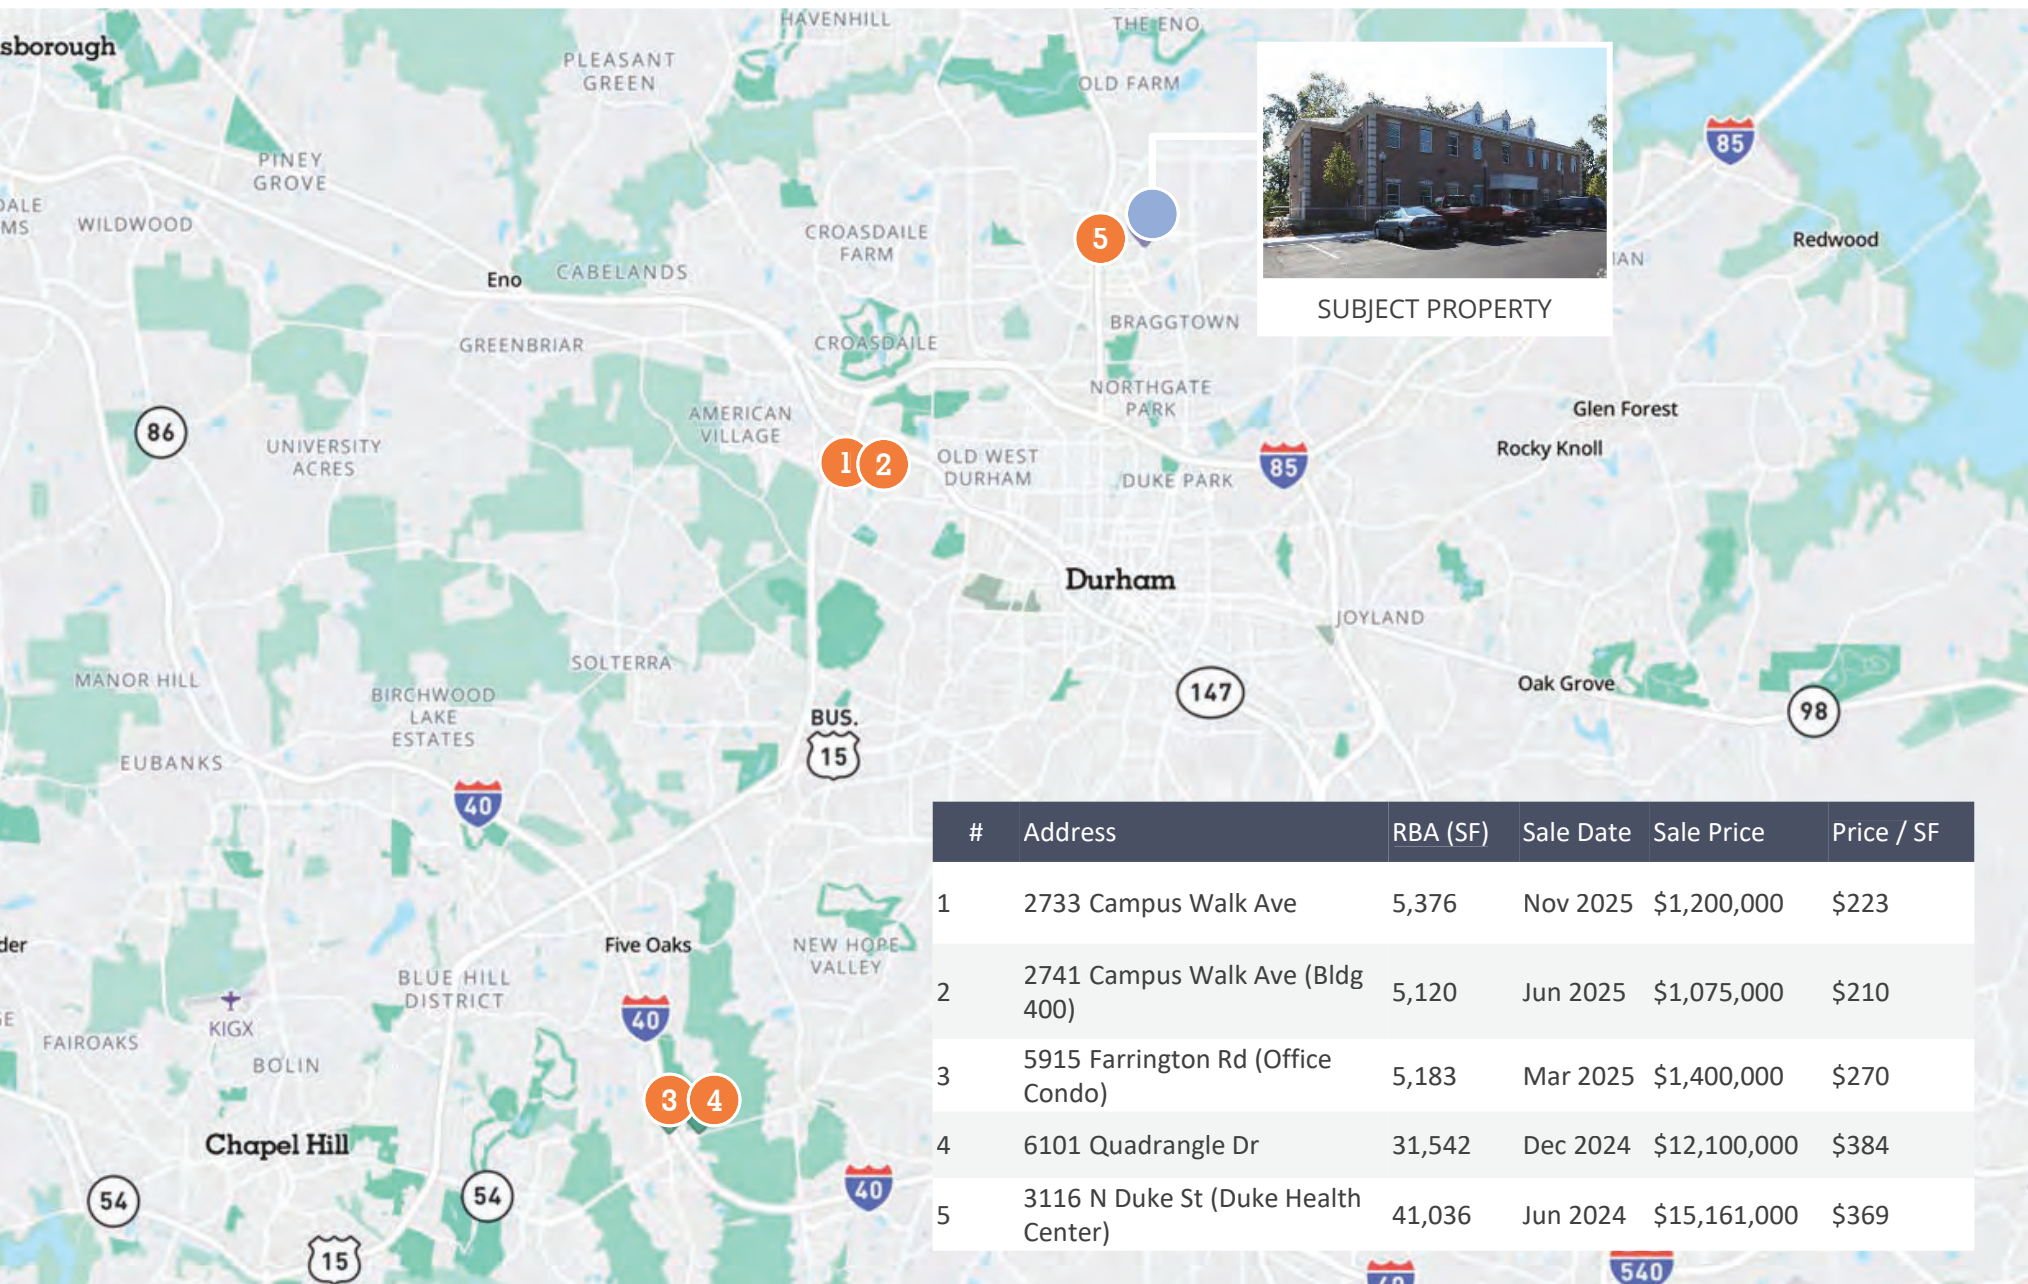 HAVENHILL
THE ENO
sborough
PLEASANT
GREEN
OLD FARM
85
PINEY
GROVE
DALE
MS
WILDWOOD
CROASDAILE
FARM
5
Redwood
Eno
CABELANDS
SUBJECT PROPERTY
BRAGGTOWN
GREENBRIAR
CROASDAILE
NORTHGATE
PARK
AMERICAN
VILLAGE
Glen Forest
86
UNIVERSITY
ACRES
1
2
OLD WEST
DURHAM
DUKE PARK
85
Rocky Knoll
Durham
JOYLAND
SOLTERRA
MANOR HILL
BIRCHWOOD
LAKE
ESTATES
147
Oak Grove
98
BUS.
15
EUBANKS
40
# Address RBA (SF) Sale Date Sale Price Price / SF
1 2733 Campus Walk Ave 5,376 Nov 2025 $1,200,000 $223
2 2741 Campus Walk Ave (Bldg
400) 5,120 Jun 2025 $1,075,000 $210
3 5915 Farrington Rd (Office
Condo) 5,183 Mar 2025 $1,400,000 $270
4 6101 Quadrangle Dr 31,542 Dec 2024 $12,100,000 $384
5 3116 N Duke St (Duke Health
Center) 41,036 Jun 2024 $15,161,000 $369
der
Five Oaks
NEW HOPE
VALLEY
BLUE HILL
DISTRICT
KIGX
40
FAIROAKS
BOLIN
3
4
Chapel Hill
54
54
40
15
540